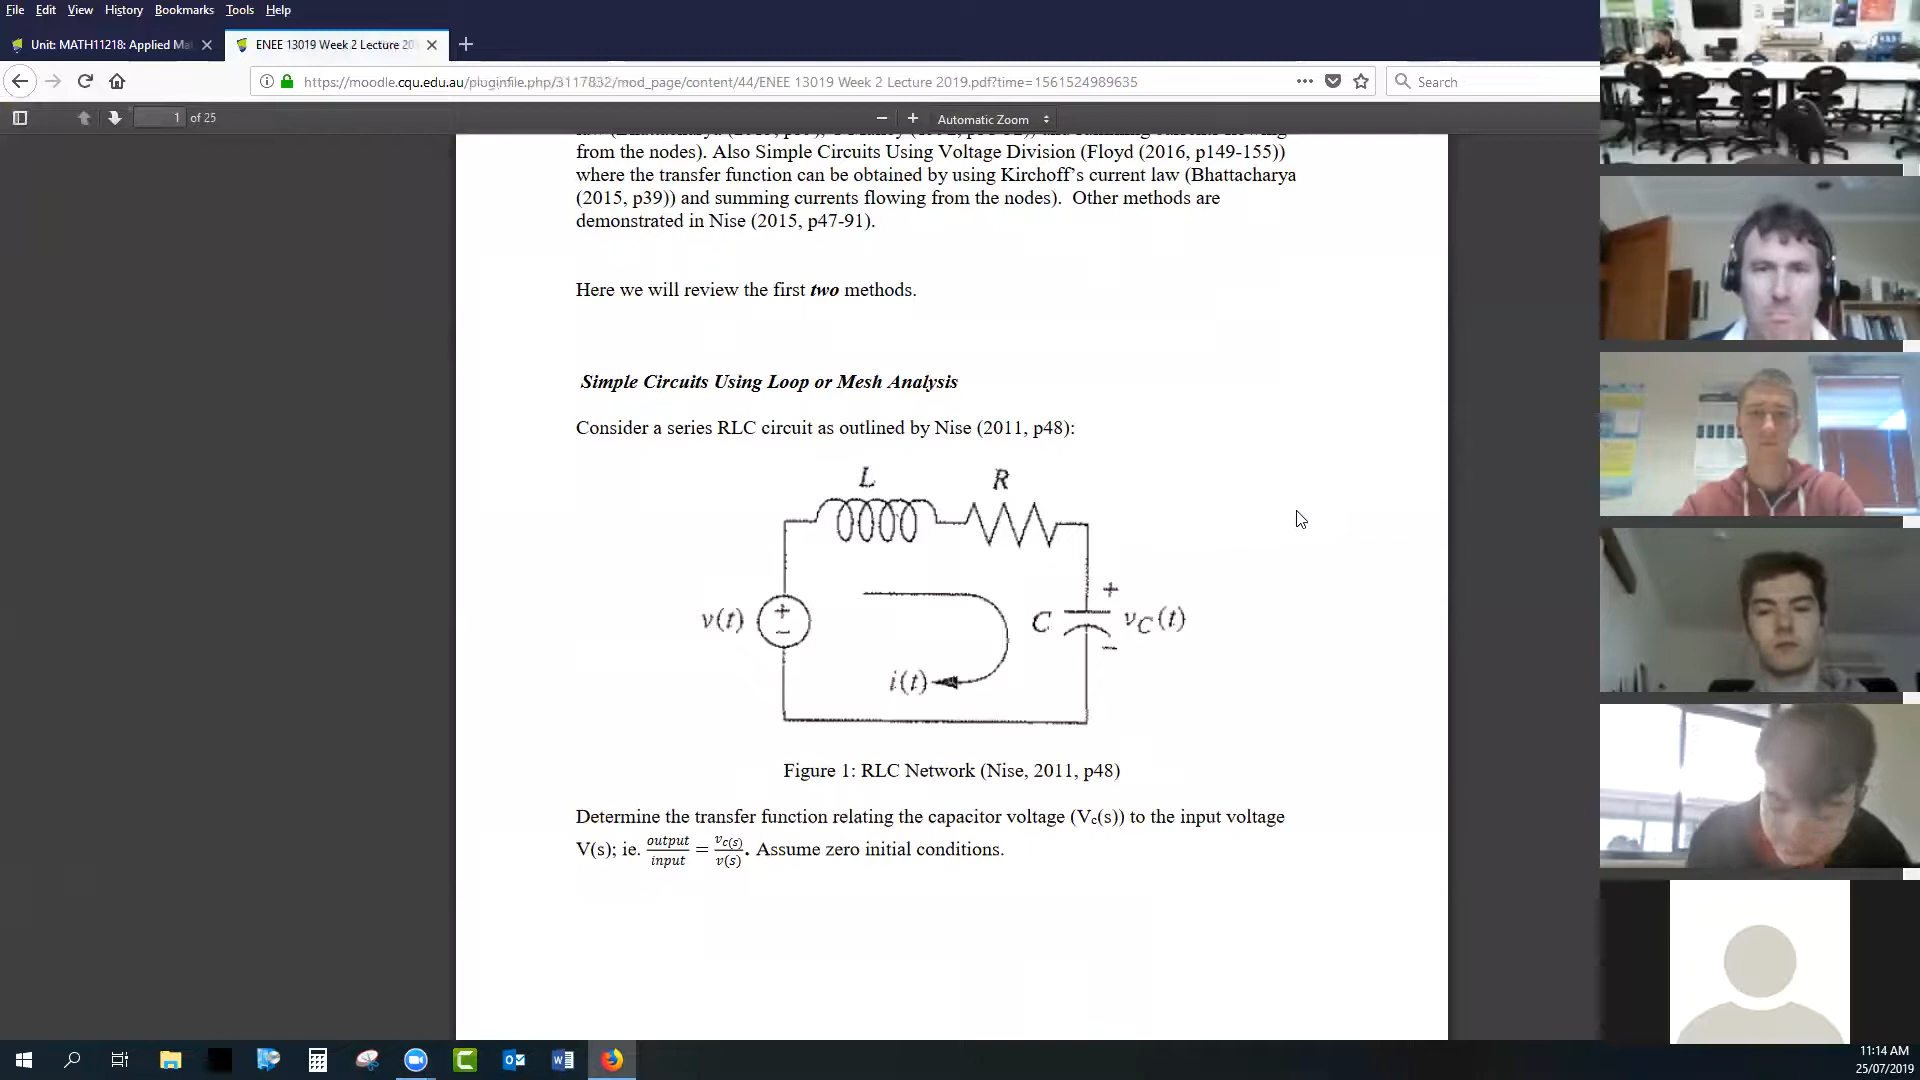 File Edit View History Bookmarks Tools Help
Unit: MATH11218: Applied Ma
ENEE 13019 Week 2 Lecture 20
https://moodle.cqu.edu.au/pluginfile.php/3117832/mod_page/content/44/ENEE 13019 Week 2 Lecture 2019.pdf?time=1561524989635
Search
1 of 25
Automatic Zoom
from the nodes). Also Simple Circuits Using Voltage Division (Floyd (2016, p149-155))
where the transfer function can be obtained by using Kirchoff's current law (Bhattacharya
(2015, p39)) and summing currents flowing from the nodes). Other methods are
demonstrated in Nise (2015, p47-91).
Here we will review the first two methods.
Simple Circuits Using Loop or Mesh Analysis
Consider a series RLC circuit as outlined by Nise (2011, p48):
L R
+
v(t) + − C vC(t)
−
i(t)
Figure 1: RLC Network (Nise, 2011, p48)
Determine the transfer function relating the capacitor voltage (Vc(s)) to the input voltage
V(s); ie. output/input = vC(s)/v(s). Assume zero initial conditions.
11:14 AM
25/07/2019